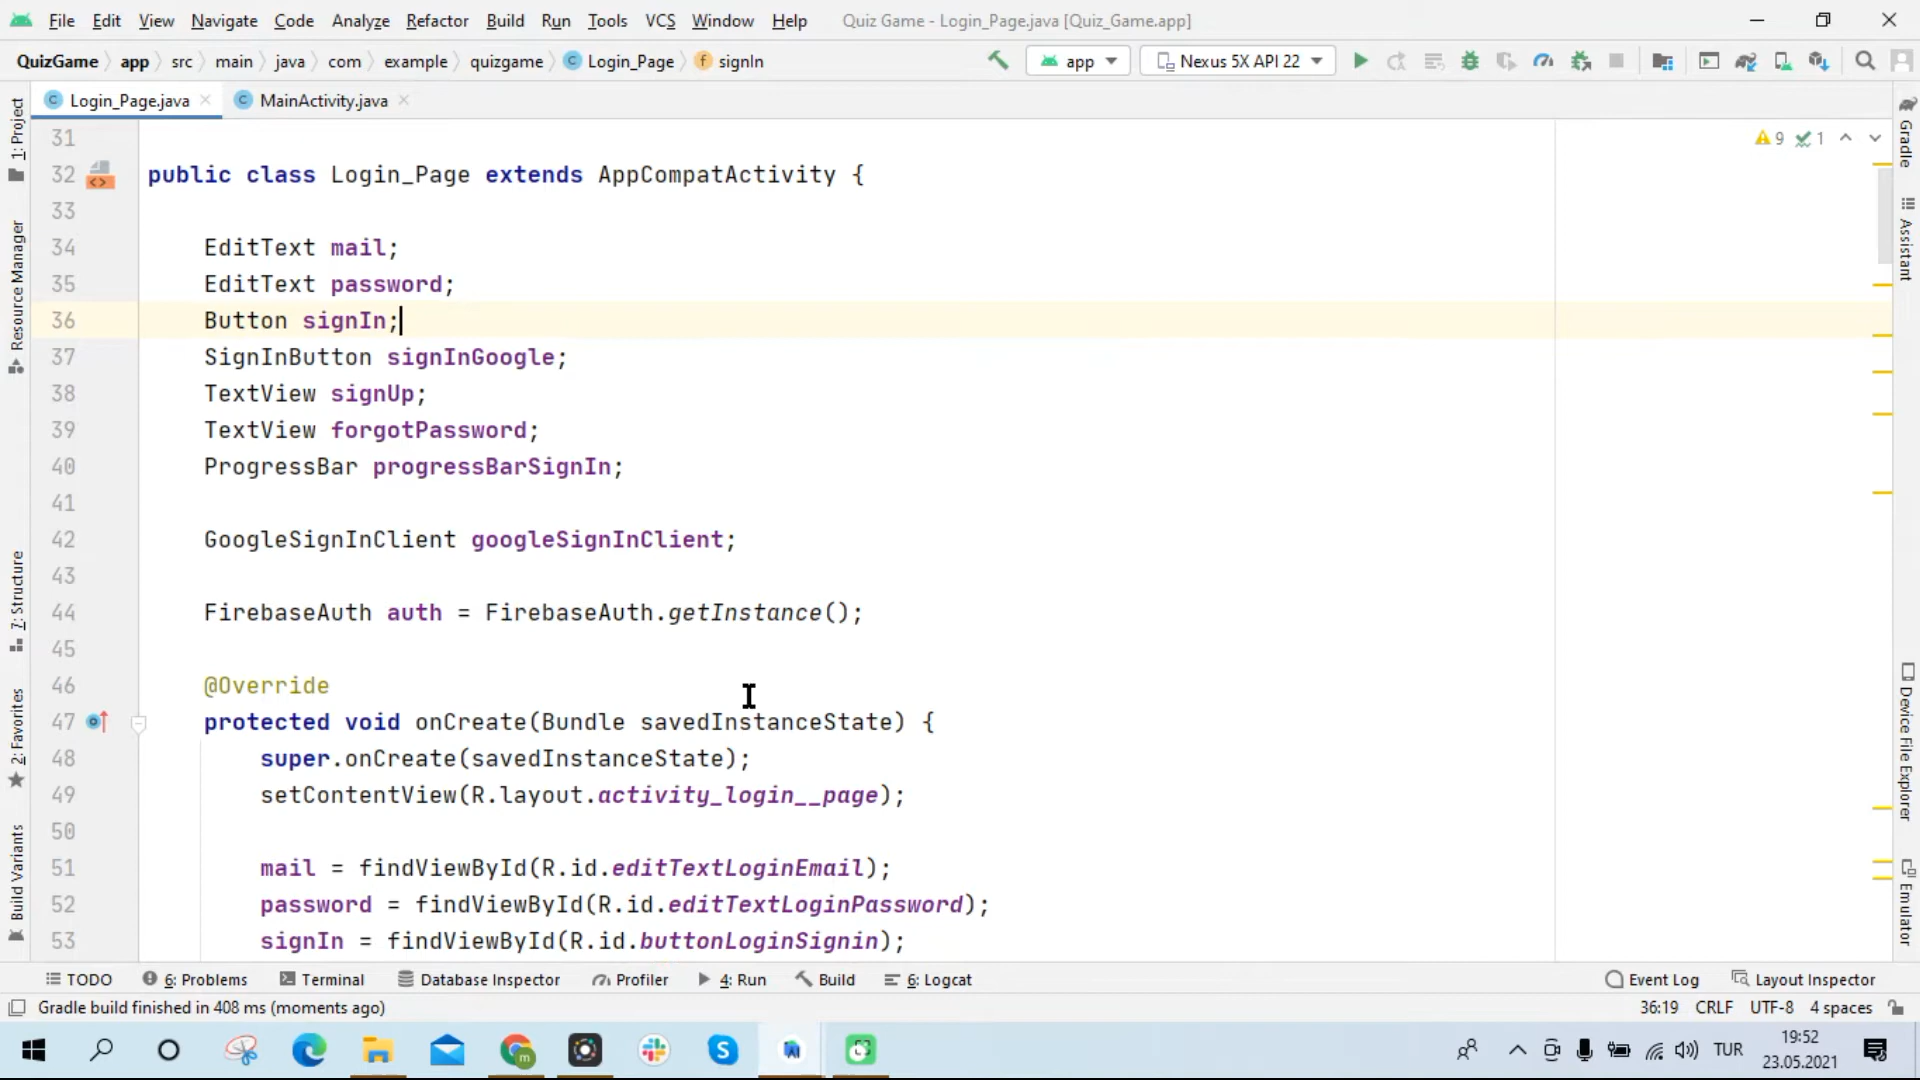 File Edit View Navigate Code Analyze Refactor Build Run Tools VCS Window Help Quiz Game - Login_Page.java [Quiz_Game.app]
QuizGame app src main java com example quizgame Login_Page signIn app Nexus 5X API 22
Login_Page.java MainActivity.java
31
9 1
32 public class Login_Page extends AppCompatActivity {
33
34 EditText mail;
35 EditText password;
36 Button signIn;
37 SignInButton signInGoogle;
38 TextView signUp;
39 TextView forgotPassword;
40 ProgressBar progressBarSignIn;
41
42 GoogleSignInClient googleSignInClient;
43
44 FirebaseAuth auth = FirebaseAuth.getInstance();
45
46 @Override
47 protected void onCreate(Bundle savedInstanceState) {
48 super.onCreate(savedInstanceState);
49 setContentView(R.layout.activity_login__page);
50
51 mail = findViewById(R.id.editTextLoginEmail);
52 password = findViewById(R.id.editTextLoginPassword);
53 signIn = findViewById(R.id.buttonLoginSignin);
1: Project
Resource Manager
7: Structure
2: Favorites
Build Variants
Gradle
Assistant
Device File Explorer
Emulator
TODO 6: Problems Terminal Database Inspector Profiler 4: Run Build 6: Logcat Event Log Layout Inspector
Gradle build finished in 408 ms (moments ago) 36:19 CRLF UTF-8 4 spaces
TUR 19:52
23.05.2021